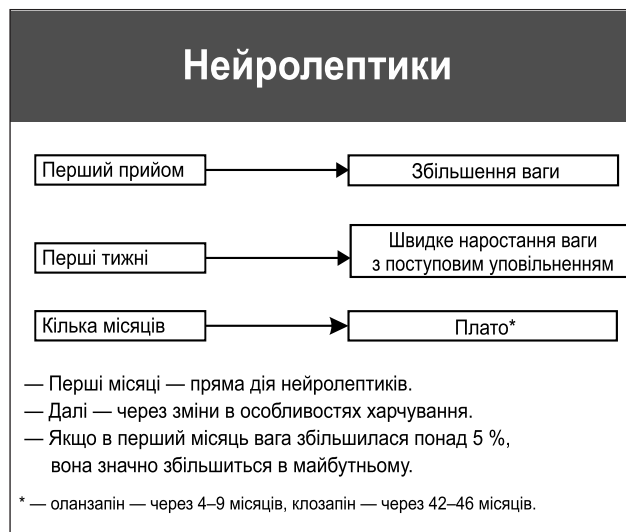 Нейролептики
Перший прийом
Збільшення ваги
Перші тижні
Швидке наростання ваги
з поступовим уповільненням
Кілька місяців
Плато*
— Перші місяці — пряма дія нейролептиків.
— Далі — через зміни в особливостях харчування.
— Якщо в перший місяць вага збільшилася понад 5 %,
вона значно збільшиться в майбутньому.
* — оланзапін — через 4–9 місяців, клозапін — через 42–46 місяців.